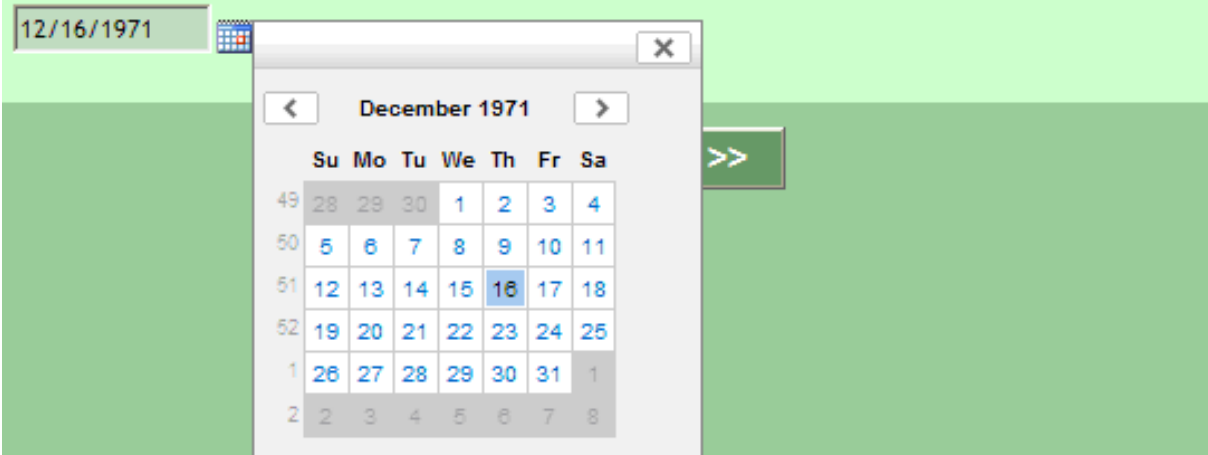 12/16/1971
×
< December 1971 >
Su Mo Tu We Th Fr Sa
>>
49 28 29 30 1 2 3 4
50 5 6 7 8 9 10 11
51 12 13 14 15 16 17 18
52 19 20 21 22 23 24 25
1 26 27 28 29 30 31 1
2 2 3 4 5 6 7 8